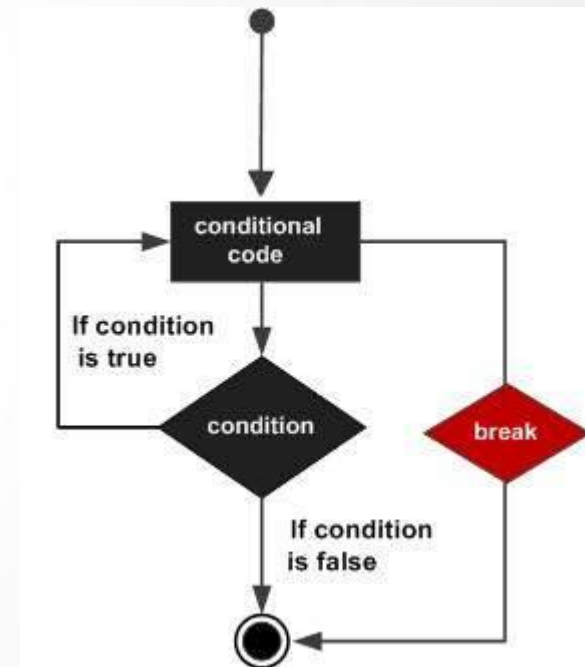 conditional
code
If condition
is true
condition
break
If condition
is false